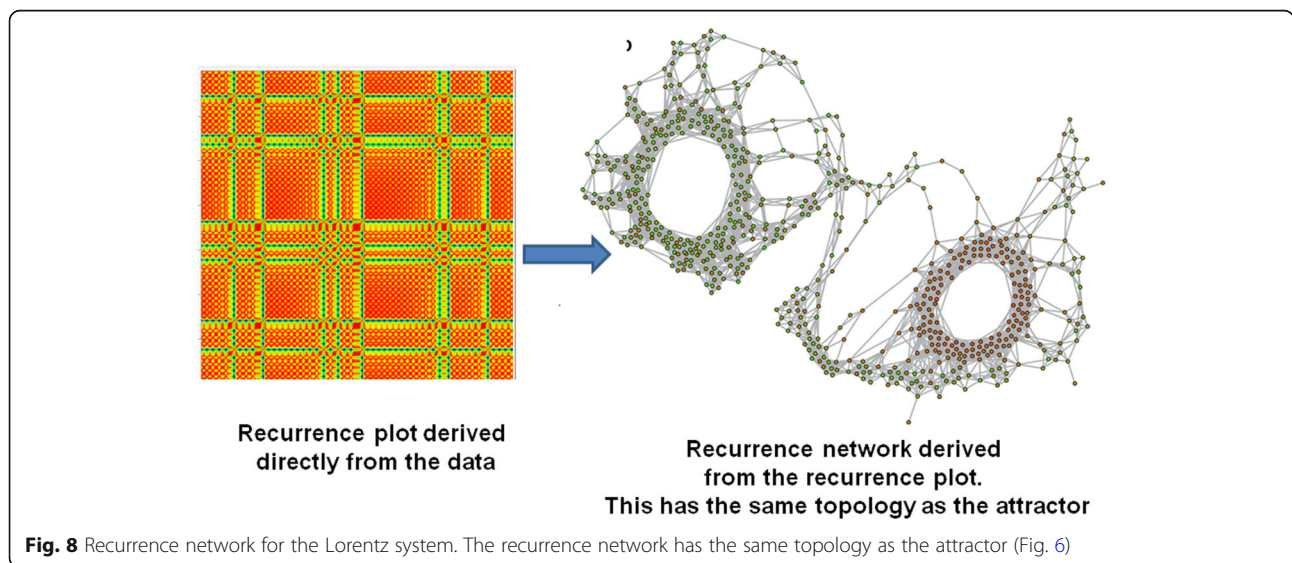 Recurrence plot derived
directly from the data
Recurrence network derived
from the recurrence plot.
This has the same topology as the attractor
Fig. 8 Recurrence network for the Lorentz system. The recurrence network has the same topology as the attractor (Fig. 6)